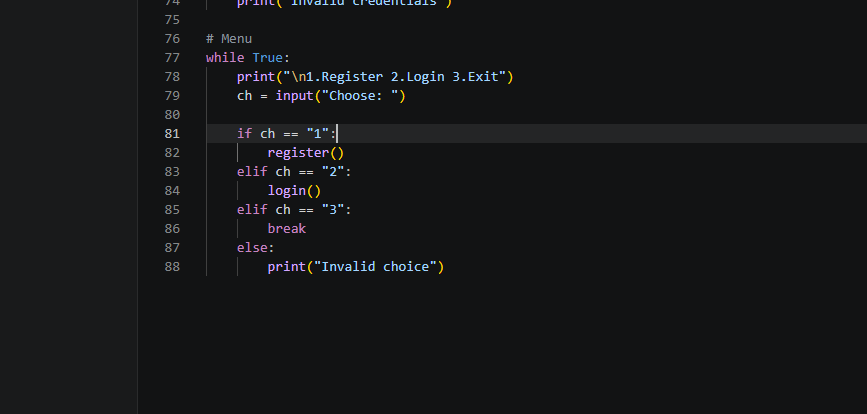 74 print("Invalid credentials")
75
76 # Menu
77 while True:
78 print("\n1.Register 2.Login 3.Exit")
79 ch = input("Choose: ")
80
81 if ch == "1":
82 register()
83 elif ch == "2":
84 login()
85 elif ch == "3":
86 break
87 else:
88 print("Invalid choice")